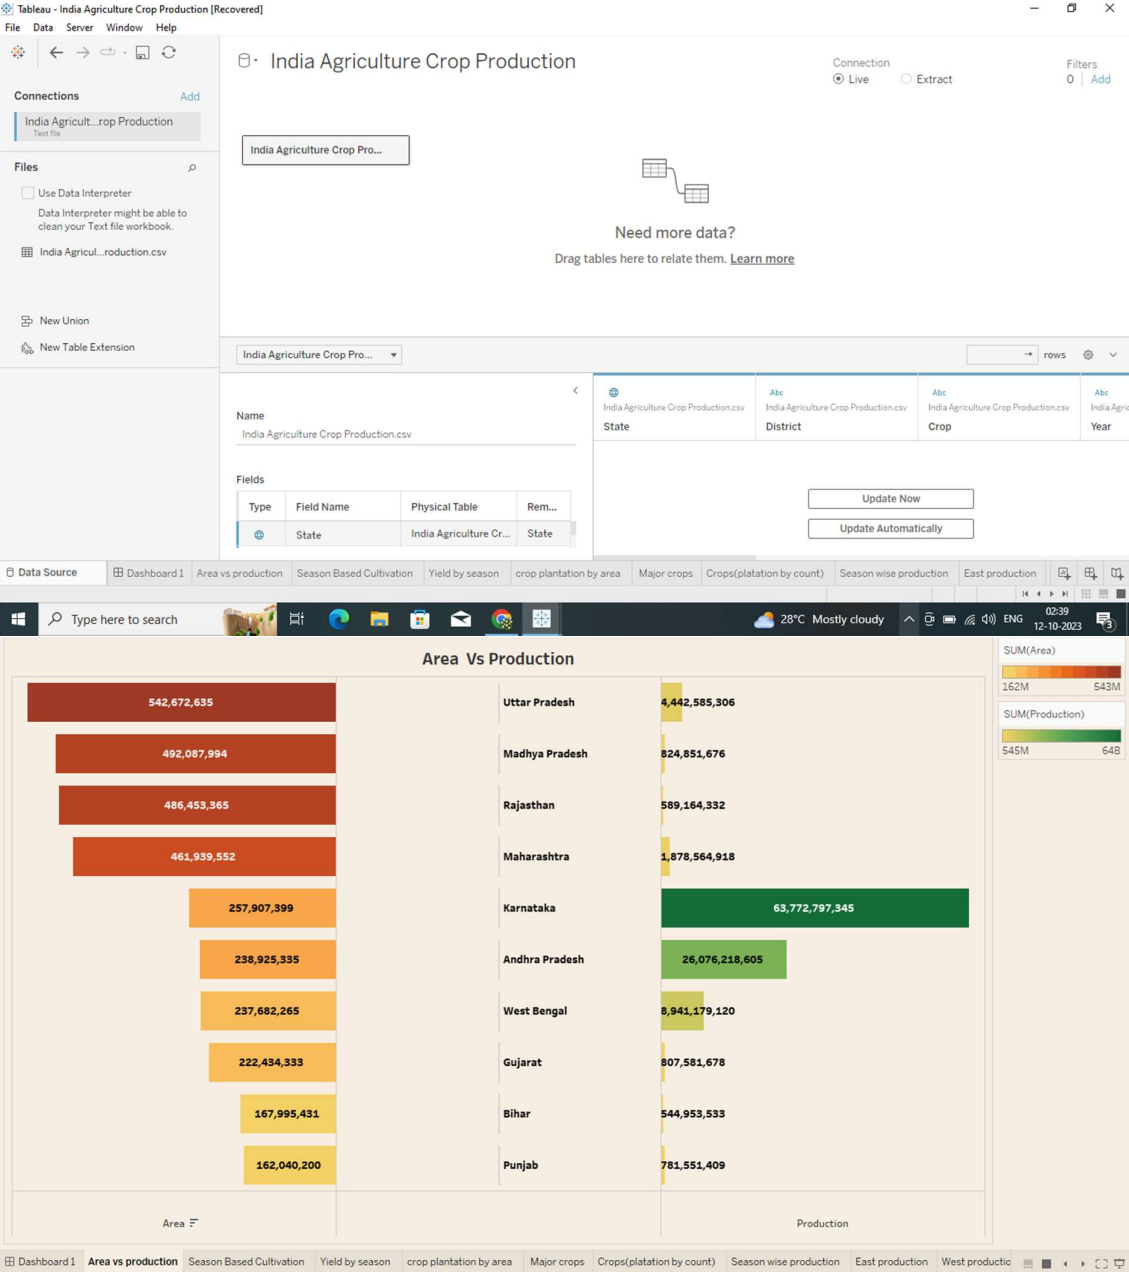 Tableau - India Agriculture Crop Production [Recovered]
File Data Server Window Help
Connections Add
India Agricult...rop Production
Text file
Files
Use Data Interpreter
Data Interpreter might be able to
clean your Text file workbook.
India Agricul...roduction.csv
New Union
New Table Extension
India Agriculture Crop Production
Connection
Live Extract
Filters
0 Add
India Agriculture Crop Pro...
Need more data?
Drag tables here to relate them. Learn more
India Agriculture Crop Pro... rows
Name
India Agriculture Crop Production.csv
Fields
Type Field Name Physical Table Rem...
State India Agriculture Cr... State
Abc Abc Abc
India Agriculture Crop Production.csv India Agriculture Crop Production.csv India Agriculture Crop Production.csv India Agric
State District Crop Year
Update Now
Update Automatically
Data Source Dashboard 1 Area vs production Season Based Cultivation Yield by season crop plantation by area Major crops Crops(platation by count) Season wise production East production
Type here to search 28°C Mostly cloudy ENG 02:39
12-10-2023 3
Area Vs Production
542,672,635 Uttar Pradesh 4,442,585,306
492,087,994 Madhya Pradesh 824,851,676
486,453,365 Rajasthan 589,164,332
461,939,552 Maharashtra 1,878,564,918
257,907,399 Karnataka 63,772,797,345
238,925,335 Andhra Pradesh 26,076,218,605
237,682,265 West Bengal 8,941,179,120
222,434,333 Gujarat 807,581,678
167,995,431 Bihar 544,953,533
162,040,200 Punjab 781,551,409
Area Production
SUM(Area)
162M 543M
SUM(Production)
545M 64B
Dashboard 1 Area vs production Season Based Cultivation Yield by season crop plantation by area Major crops Crops(platation by count) Season wise production East production West productio